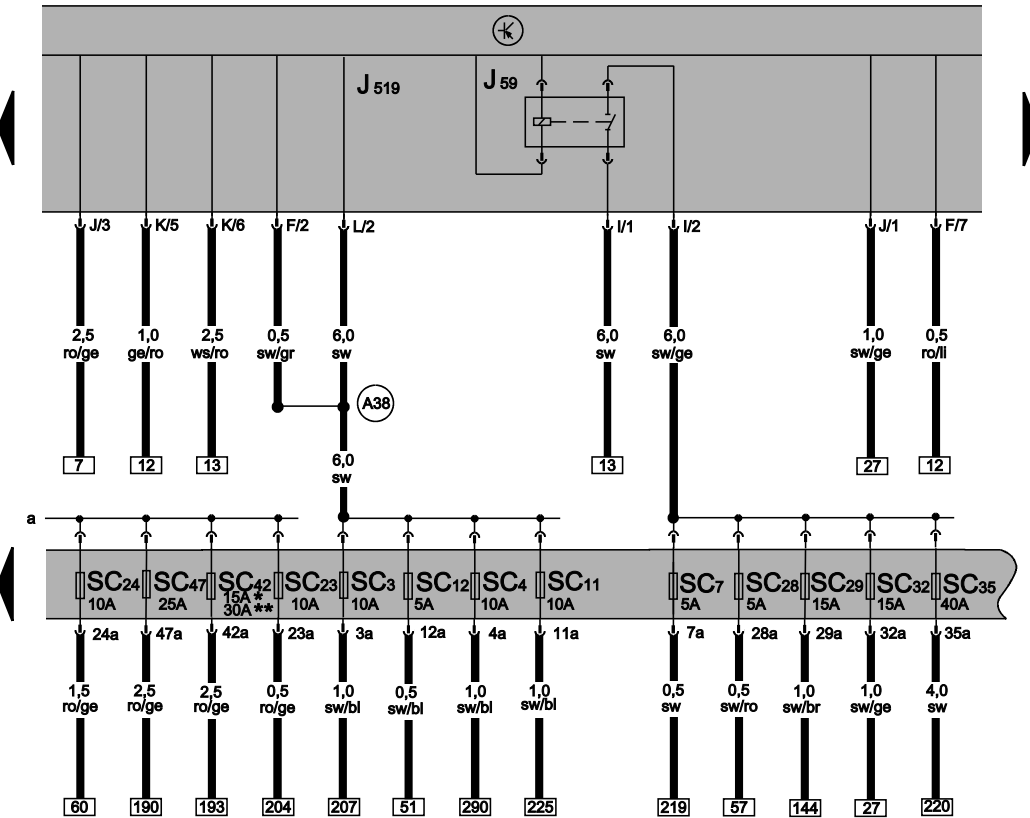 J 519
J 59
J/3 K/5 K/6 F/2 L/2 I/1 I/2 J/1 F/7
2,5 1,0 2,5 0,5 6,0 6,0 6,0 1,0 0,5
ro/ge ge/ro ws/ro sw/gr sw sw sw/ge sw/ge ro/li
A38
7 12 13 13 27 12
6,0
sw
a
SC24 SC47 SC42 SC23 SC3 SC12 SC4 SC11 SC7 SC28 SC29 SC32 SC35
10A 25A 15A * 10A 10A 5A 10A 10A 5A 5A 15A 15A 40A
30A **
24a 47a 42a 23a 3a 12a 4a 11a 7a 28a 29a 32a 35a
1,5 2,5 2,5 0,5 1,0 0,5 1,0 1,0 0,5 0,5 1,0 1,0 4,0
ro/ge ro/ge ro/ge ro/ge sw/bl sw/bl sw/bl sw/bl sw sw/ro sw/br sw/ge sw
60 190 193 204 207 51 290 225 219 57 144 27 220